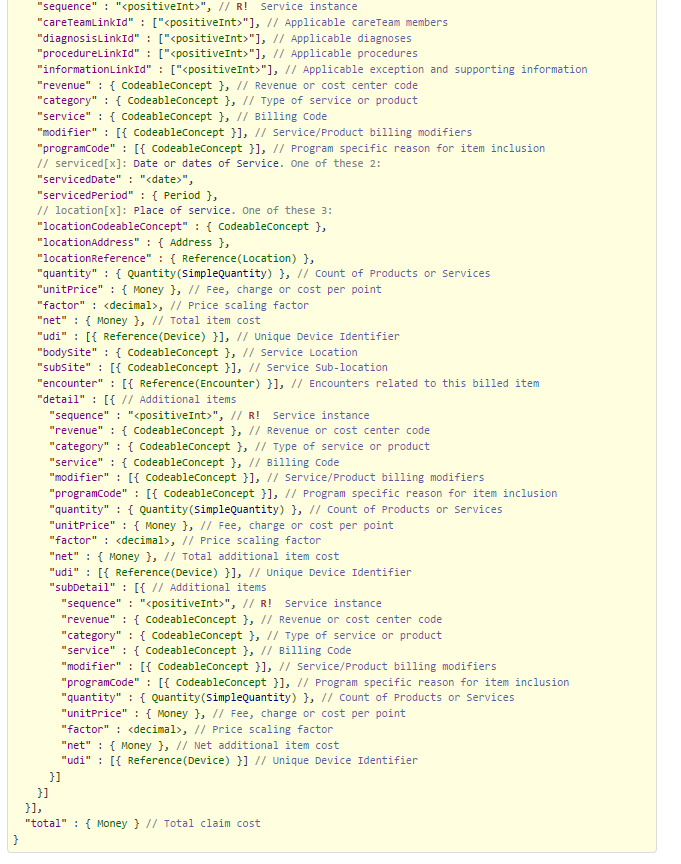 "sequence" : "<positiveInt>", // R!  Service instance
"careTeamLinkId" : ["<positiveInt>"], // Applicable careTeam members
"diagnosisLinkId" : ["<positiveInt>"], // Applicable diagnoses
"procedureLinkId" : ["<positiveInt>"], // Applicable procedures
"informationLinkId" : ["<positiveInt>"], // Applicable exception and supporting information
"revenue" : { CodeableConcept }, // Revenue or cost center code
"category" : { CodeableConcept }, // Type of service or product
"service" : { CodeableConcept }, // Billing Code
"modifier" : [{ CodeableConcept }], // Service/Product billing modifiers
"programCode" : [{ CodeableConcept }], // Program specific reason for item inclusion
// serviced[x]: Date or dates of Service. One of these 2:
"servicedDate" : "<date>",
"servicedPeriod" : { Period },
// location[x]: Place of service. One of these 3:
"locationCodeableConcept" : { CodeableConcept },
"locationAddress" : { Address },
"locationReference" : { Reference(Location) },
"quantity" : { Quantity(SimpleQuantity) }, // Count of Products or Services
"unitPrice" : { Money }, // Fee, charge or cost per point
"factor" : <decimal>, // Price scaling factor
"net" : { Money }, // Total item cost
"udi" : [{ Reference(Device) }], // Unique Device Identifier
"bodySite" : { CodeableConcept }, // Service Location
"subSite" : [{ CodeableConcept }], // Service Sub-location
"encounter" : [{ Reference(Encounter) }], // Encounters related to this billed item
"detail" : [{ // Additional items
"sequence" : "<positiveInt>", // R!  Service instance
"revenue" : { CodeableConcept }, // Revenue or cost center code
"category" : { CodeableConcept }, // Type of service or product
"service" : { CodeableConcept }, // Billing Code
"modifier" : [{ CodeableConcept }], // Service/Product billing modifiers
"programCode" : [{ CodeableConcept }], // Program specific reason for item inclusion
"quantity" : { Quantity(SimpleQuantity) }, // Count of Products or Services
"unitPrice" : { Money }, // Fee, charge or cost per point
"factor" : <decimal>, // Price scaling factor
"net" : { Money }, // Total additional item cost
"udi" : [{ Reference(Device) }], // Unique Device Identifier
"subDetail" : [{ // Additional items
"sequence" : "<positiveInt>", // R!  Service instance
"revenue" : { CodeableConcept }, // Revenue or cost center code
"category" : { CodeableConcept }, // Type of service or product
"service" : { CodeableConcept }, // Billing Code
"modifier" : [{ CodeableConcept }], // Service/Product billing modifiers
"programCode" : [{ CodeableConcept }], // Program specific reason for item inclusion
"quantity" : { Quantity(SimpleQuantity) }, // Count of Products or Services
"unitPrice" : { Money }, // Fee, charge or cost per point
"factor" : <decimal>, // Price scaling factor
"net" : { Money }, // Net additional item cost
"udi" : [{ Reference(Device) }] // Unique Device Identifier
}]
}]
}],
"total" : { Money } // Total claim cost
}